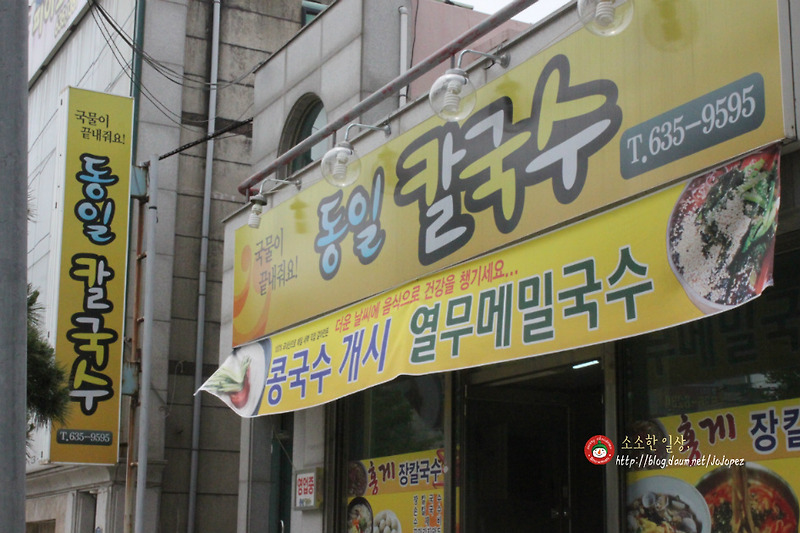 국물이
끝내줘요!
동일
칼국수
T.635-9595
국물이
끝내줘요!
동일 칼국수
T.635-9595
더운 날씨에 음식으로 건강을 챙기세요...
콩국수 개시 열무메밀국수
홍게 장칼국수
영업중
홍게 장칼
소소한 일상,
http://blog.daum.net/JoJopez